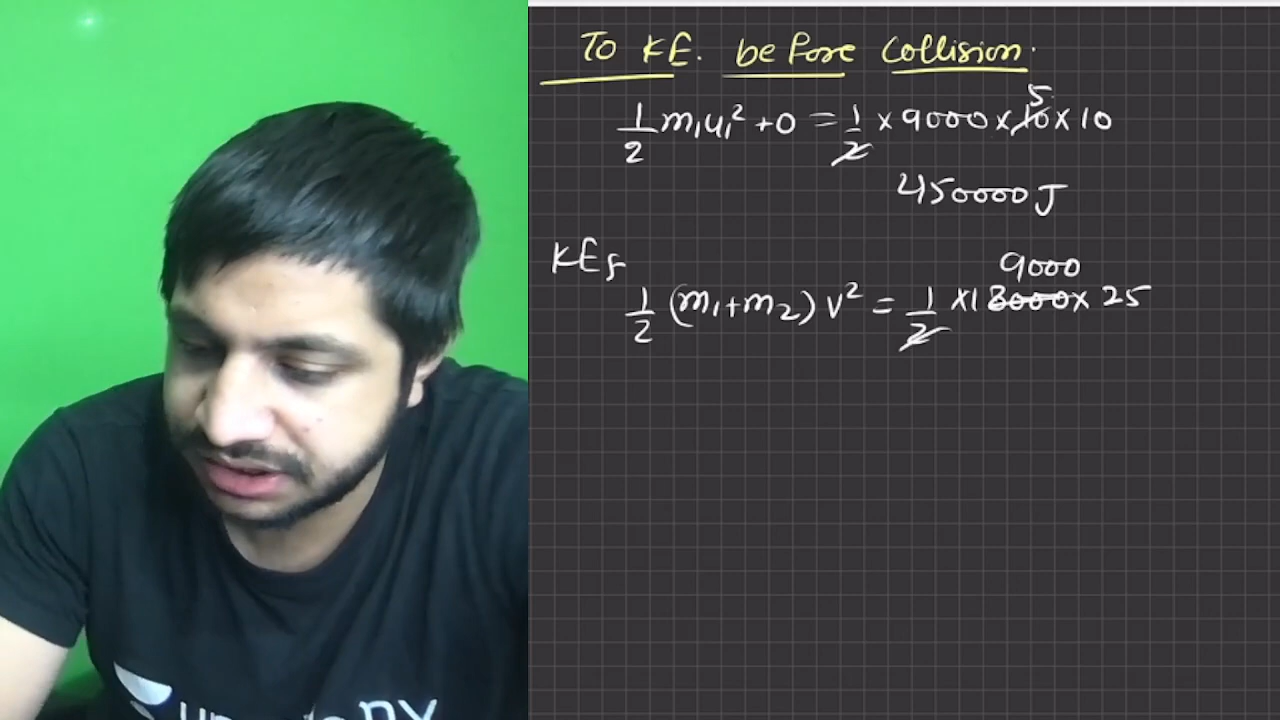 To KE. before Collision.
1/2 m₁u₁² + 0 = 1/2 × 9000 × 10 × 10
5
450000 J
KEf
9000
1/2 (m₁+m₂) v² = 1/2 × 18000 × 25